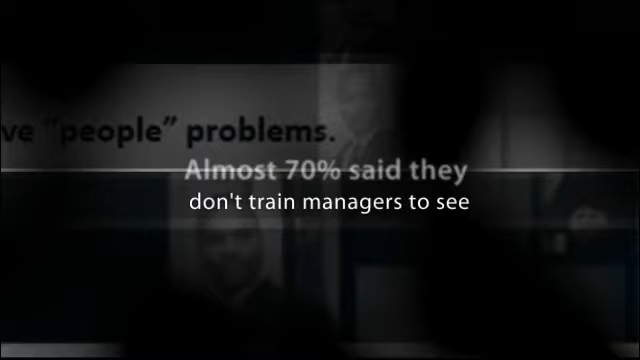 ve “people” problems.
Almost 70% said they
don't train managers to see